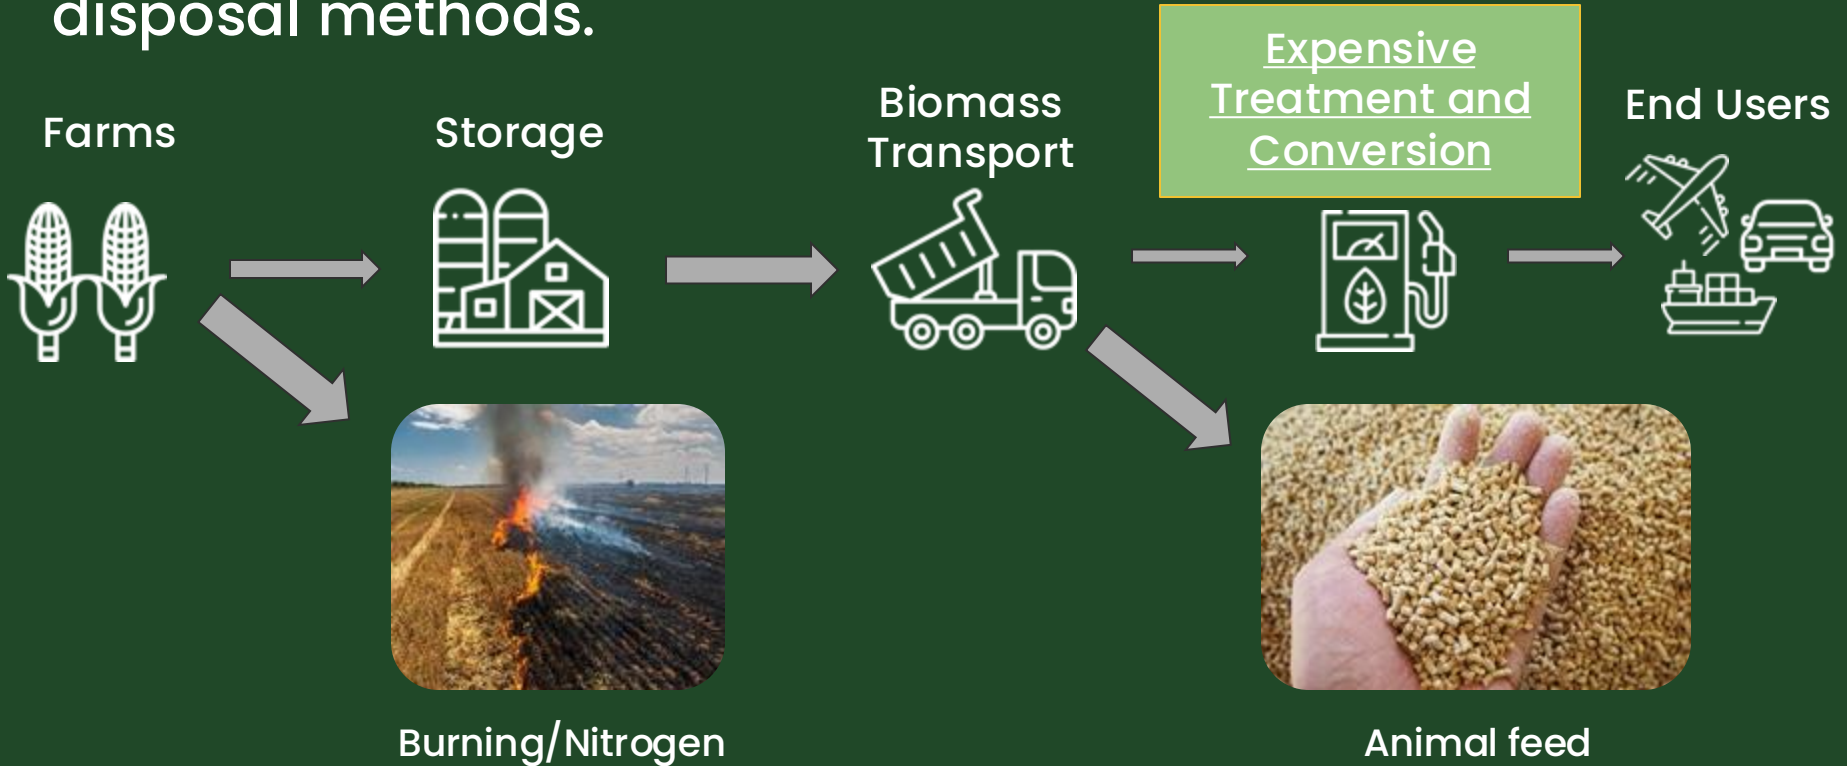 disposal methods.
Farms
Storage
Biomass
Transport
Expensive
Treatment and
Conversion
End Users
Burning/Nitrogen
Animal feed